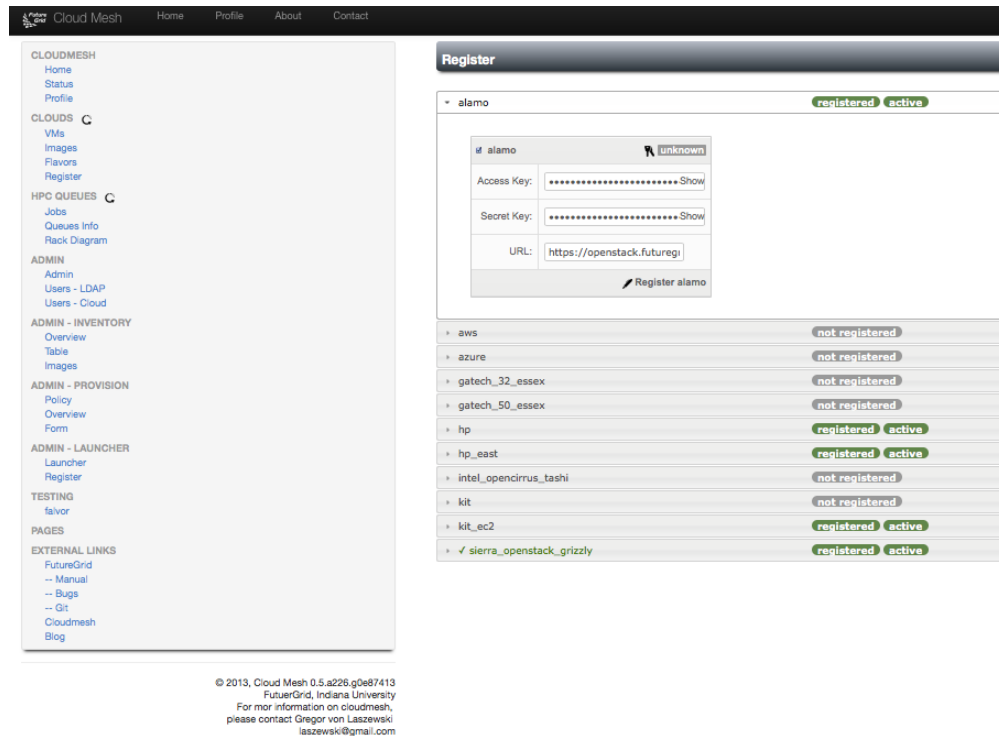 Future Grid Cloud Mesh Home Profile About Contact
CLOUDMESH
Home
Status
Profile
CLOUDS
VMs
Images
Flavors
Register
HPC QUEUES
Jobs
Queues Info
Rack Diagram
ADMIN
Admin
Users - LDAP
Users - Cloud
ADMIN - INVENTORY
Overview
Table
Images
ADMIN - PROVISION
Policy
Overview
Form
ADMIN - LAUNCHER
Launcher
Register
TESTING
falvor
PAGES
EXTERNAL LINKS
FutureGrid
-- Manual
-- Bugs
-- Git
Cloudmesh
Blog
© 2013, Cloud Mesh 0.5.a226.g0e87413
FutuerGrid, Indiana University
For mor information on cloudmesh,
please contact Gregor von Laszewski
laszewski@gmail.com
Register
alamo registered active
alamo unknown
Access Key: ••••••••••••••••••••••••• Show
Secret Key: ••••••••••••••••••••••••• Show
URL: https://openstack.futuregr
Register alamo
aws not registered
azure not registered
gatech_32_essex not registered
gatech_50_essex not registered
hp registered active
hp_east registered active
intel_opencirrus_tashi not registered
kit not registered
kit_ec2 registered active
✓ sierra_openstack_grizzly registered active